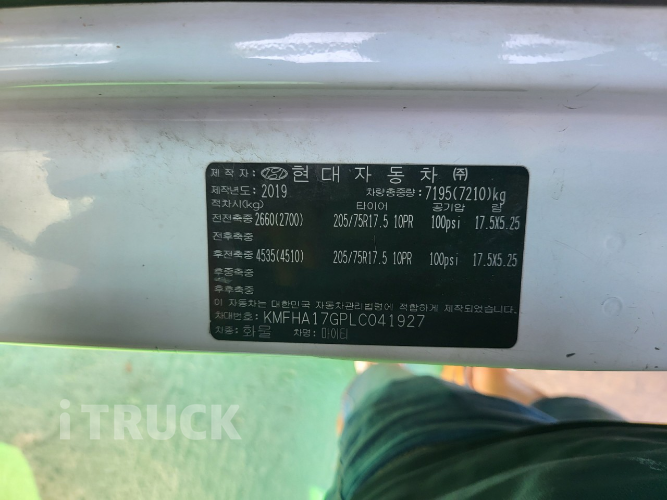 제 작 자: 현 대 자 동 차 ㈜
제작년도: 2019 차량총중량: 7195(7210)kg
적차시(kg) 타이어 공기압 림
전전축중 2660(2700) 205/75R17.5 10PR 100psi 17.5X5.25
전후축중
후전축중 4535(4510) 205/75R17.5 10PR 100psi 17.5X5.25
후중축중
후후축중
이 자동차는 대한민국 자동차관리법령에 적합하게 제작되었습니다
차대번호: KMFHA17GPLC041927
차종: 화물 차명: 마이티
iTRUCK